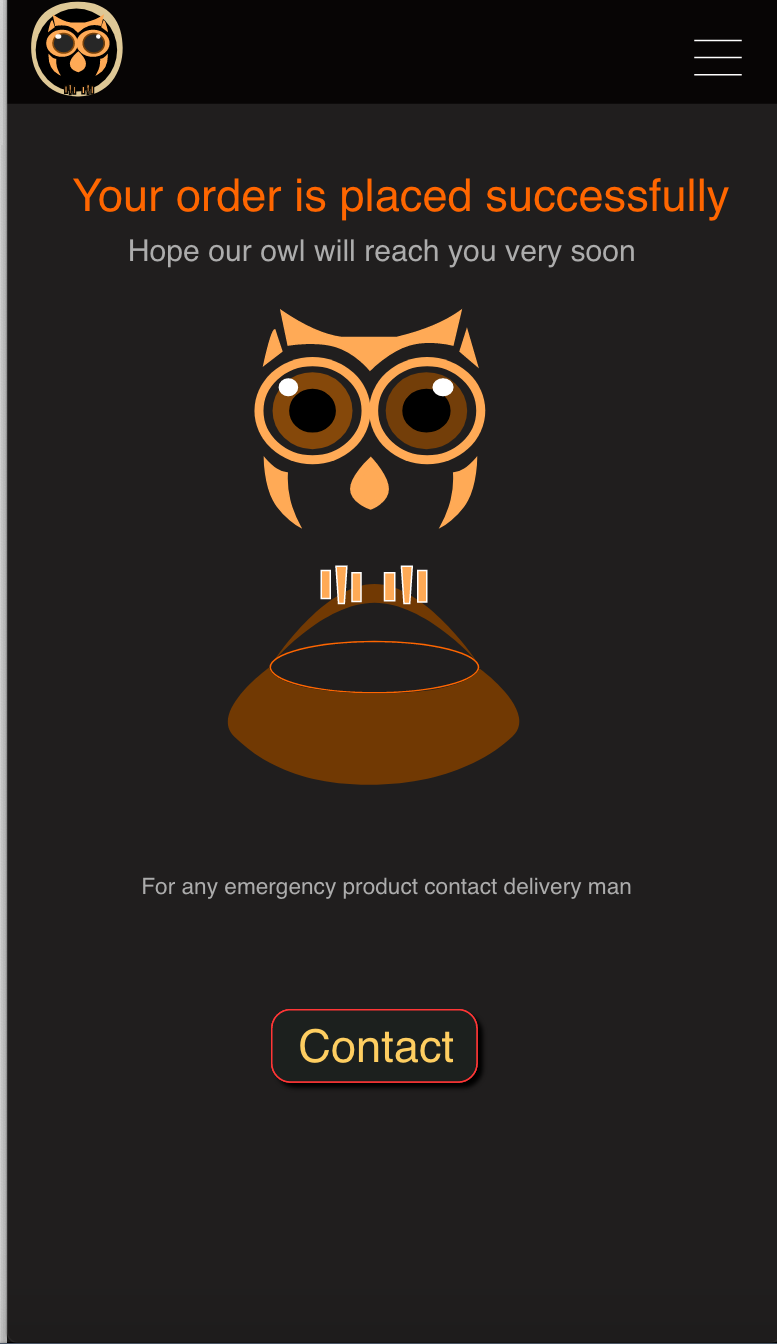 Your order is placed successfully
Hope our owl will reach you very soon
For any emergency product contact delivery man
Contact